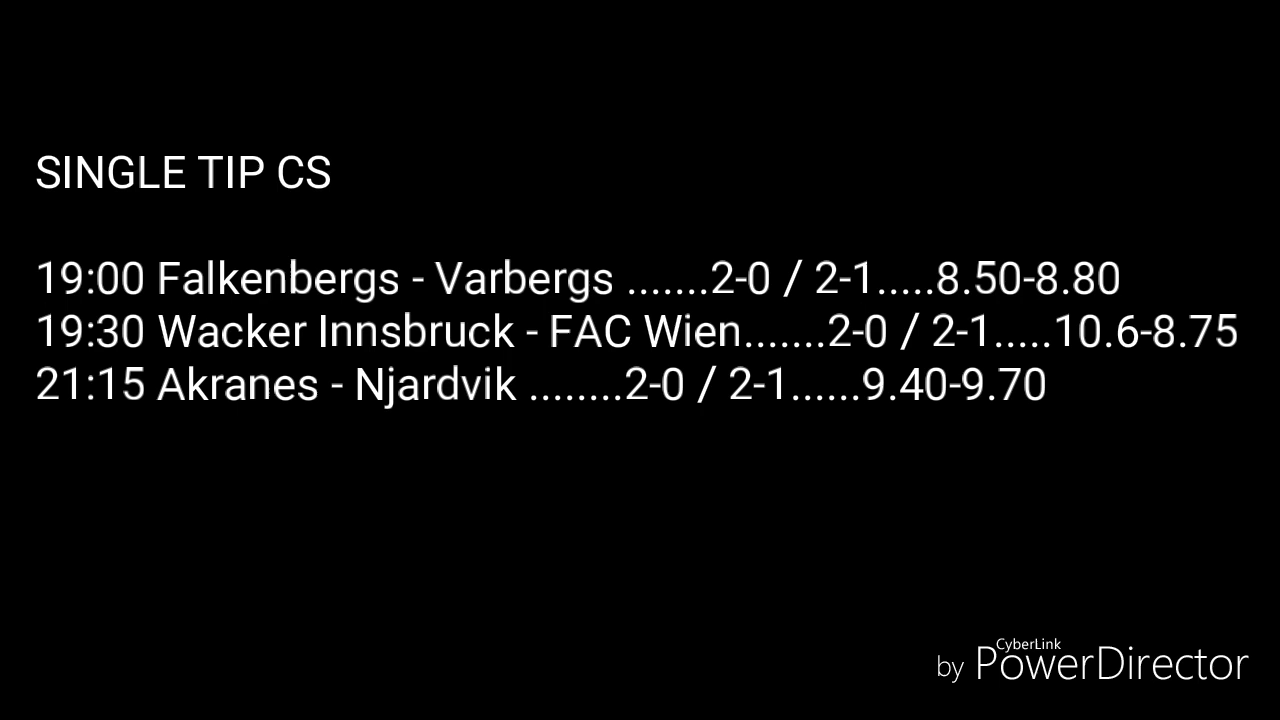 SINGLE TIP CS
19:00 Falkenbergs - Varbergs .......2-0 / 2-1.....8.50-8.80
19:30 Wacker Innsbruck - FAC Wien.......2-0 / 2-1.....10.6-8.75
21:15 Akranes - Njardvik ........2-0 / 2-1......9.40-9.70
CyberLink
by PowerDirector